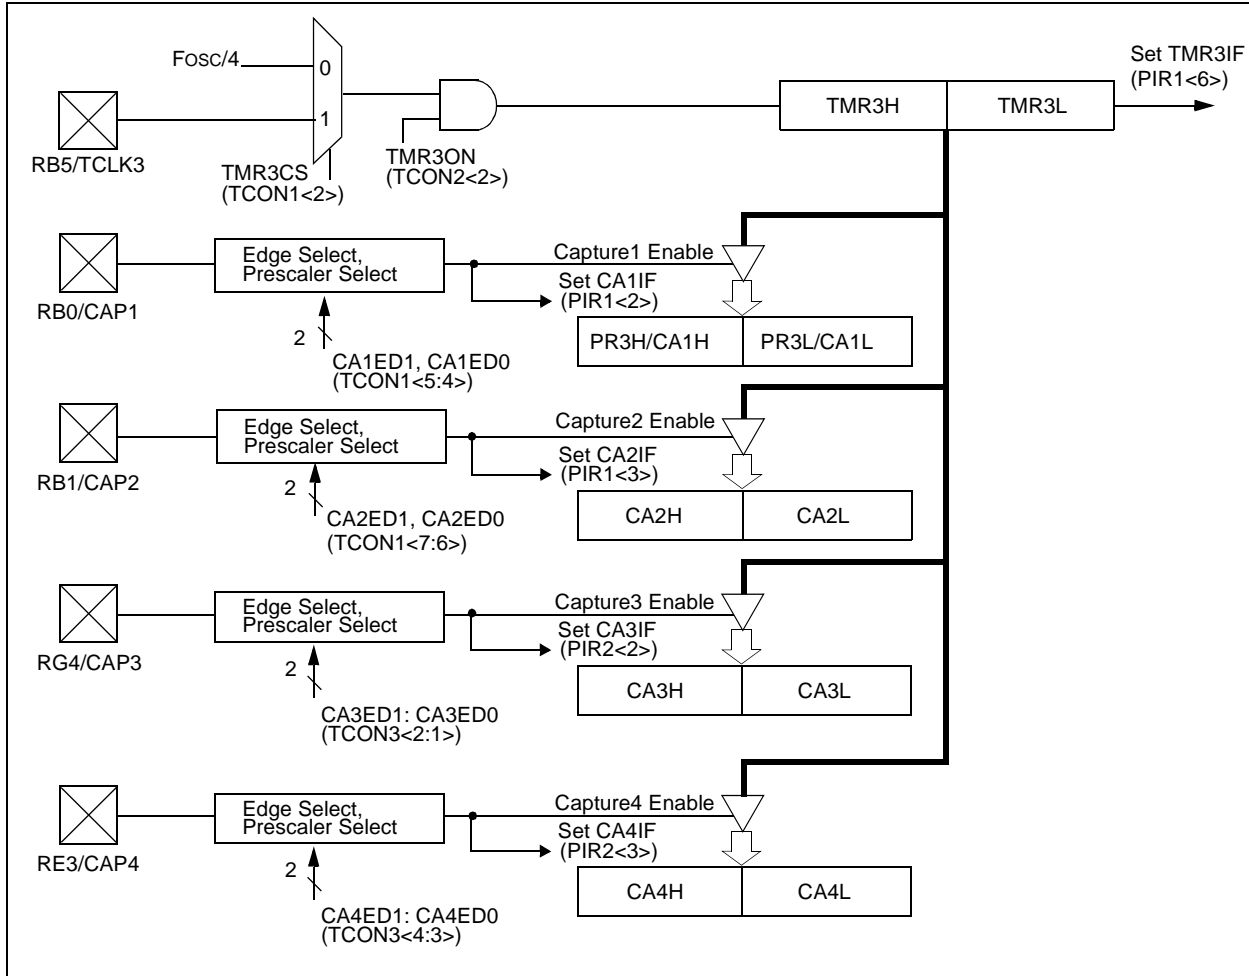 FOSC/4
0
1
RB5/TCLK3
TMR3CS
(TCON1<2>)
TMR3ON
(TCON2<2>)
TMR3H
TMR3L
Set TMR3IF
(PIR1<6>)
RB0/CAP1
Edge Select,
Prescaler Select
2
CA1ED1, CA1ED0
(TCON1<5:4>)
Capture1 Enable
Set CA1IF
(PIR1<2>)
PR3H/CA1H
PR3L/CA1L
RB1/CAP2
Edge Select,
Prescaler Select
2
CA2ED1, CA2ED0
(TCON1<7:6>)
Capture2 Enable
Set CA2IF
(PIR1<3>)
CA2H
CA2L
RG4/CAP3
Edge Select,
Prescaler Select
2
CA3ED1: CA3ED0
(TCON3<2:1>)
Capture3 Enable
Set CA3IF
(PIR2<2>)
CA3H
CA3L
RE3/CAP4
Edge Select,
Prescaler Select
2
CA4ED1: CA4ED0
(TCON3<4:3>)
Capture4 Enable
Set CA4IF
(PIR2<3>)
CA4H
CA4L